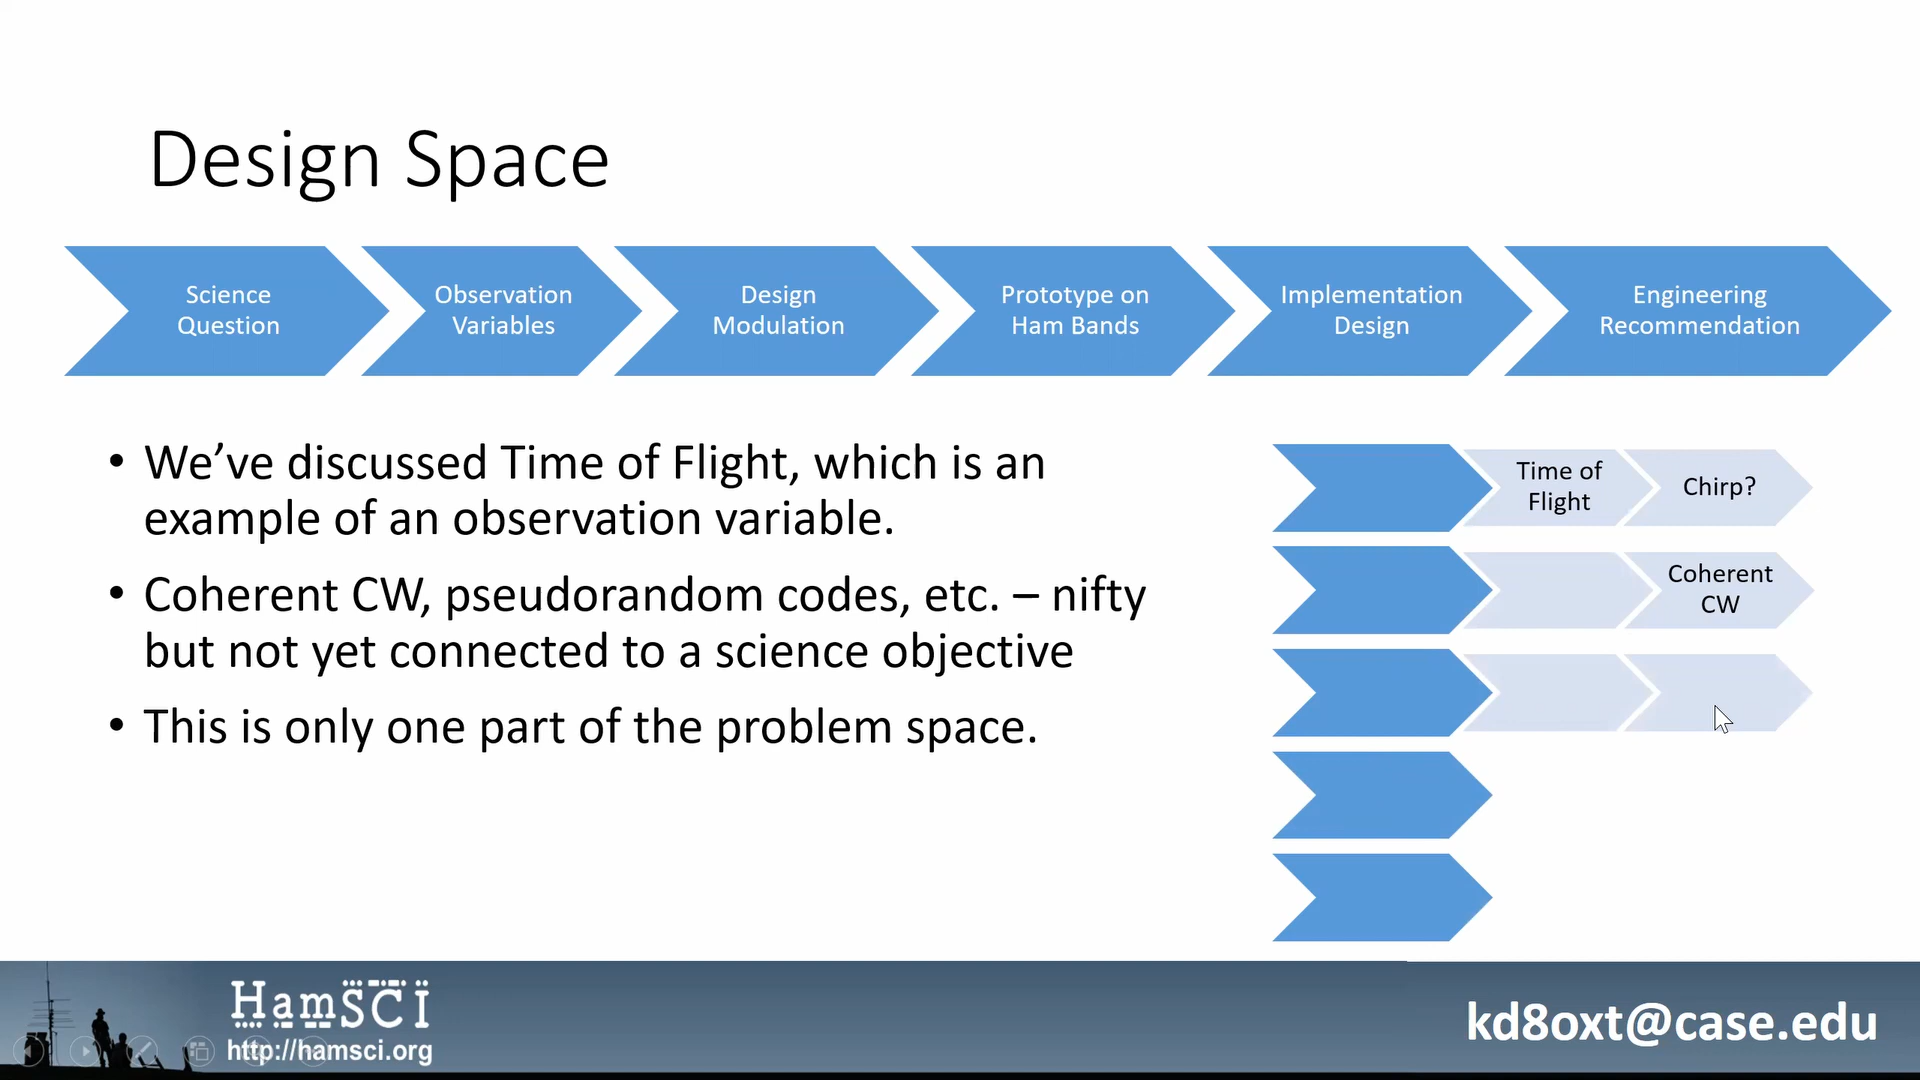 Design Space
Science
Question
Observation
Variables
Design
Modulation
Prototype on
Ham Bands
Implementation
Design
Engineering
Recommendation
• We’ve discussed Time of Flight, which is an
example of an observation variable.
• Coherent CW, pseudorandom codes, etc. – nifty
but not yet connected to a science objective
• This is only one part of the problem space.
Time of
Flight
Chirp?
Coherent
CW
HamSCI
http://hamsci.org
kd8oxt@case.edu